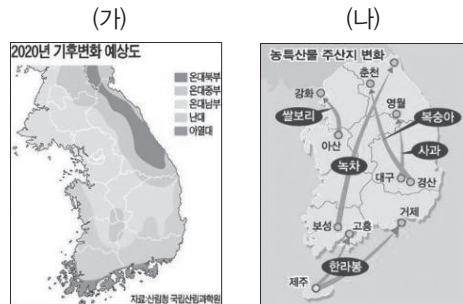 (가)
(나)
2020년 기후변화 예상도
온대북부
온대중부
온대남부
난대
아열대
자료:산림청 국립산림과학원
농특산물 주산지 변화
춘천
강화
영월
쌀보리
복숭아
아산
사과
녹차
대구
경산
보성
고흥
거제
한라봉
제주